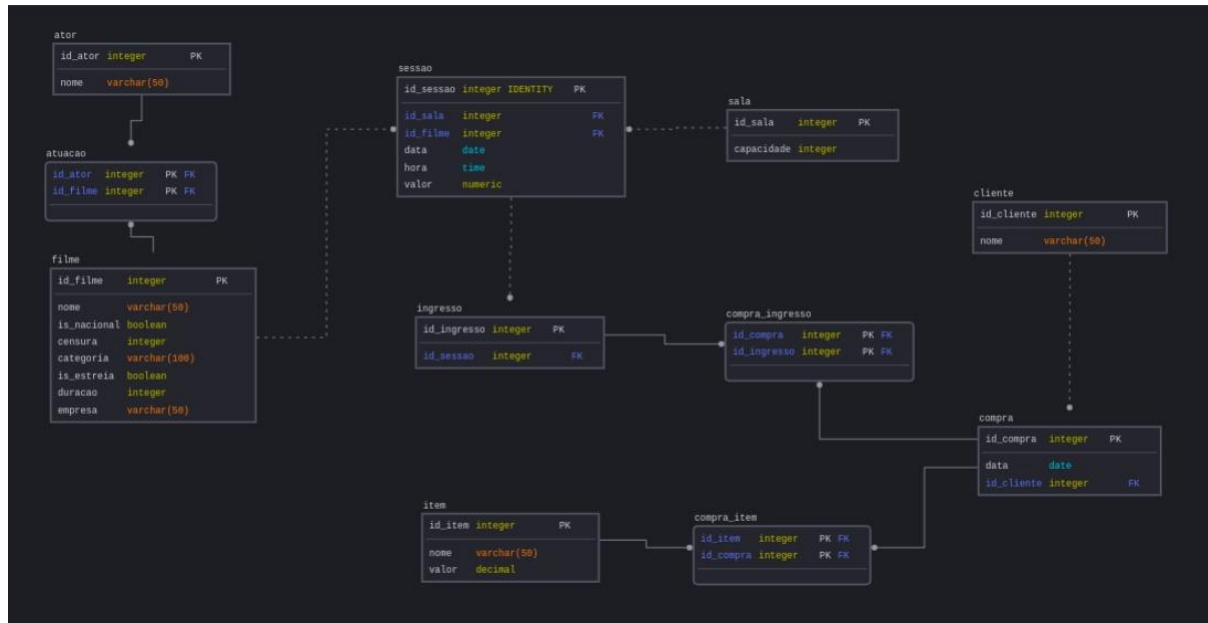 ator
id_ator integer PK
nome varchar(50)
atuacao
id_ator integer PK FK
id_filme integer PK FK
filme
id_filme integer PK
nome varchar(50)
is_nacional boolean
censura integer
categoria varchar(100)
is_estreia boolean
duracao integer
empresa varchar(50)
sessao
id_sessao integer IDENTITY PK
id_sala integer FK
id_filme integer FK
data date
hora time
valor numeric
sala
id_sala integer PK
capacidade integer
cliente
id_cliente integer PK
nome varchar(50)
ingresso
id_ingresso integer PK
id_sessao integer FK
compra_ingresso
id_compra integer PK FK
id_ingresso integer PK FK
compra
id_compra integer PK
data date
id_cliente integer FK
item
id_item integer PK
nome varchar(50)
valor decimal
compra_item
id_item integer PK FK
id_compra integer PK FK